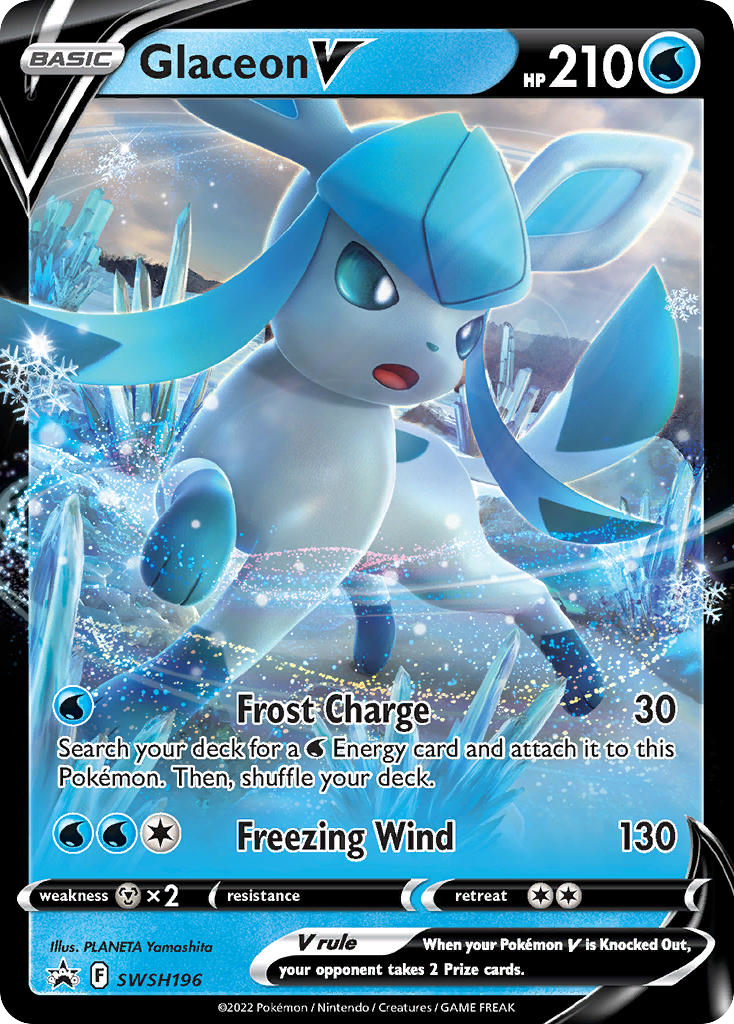 BASIC Glaceon V HP 210
Frost Charge 30
Search your deck for a Energy card and attach it to this
Pokémon. Then, shuffle your deck.
Freezing Wind 130
weakness ×2 resistance retreat
Illus. PLANETA Yamashita
V rule When your Pokémon V is Knocked Out,
your opponent takes 2 Prize cards.
F SWSH196
©2022 Pokémon / Nintendo / Creatures / GAME FREAK